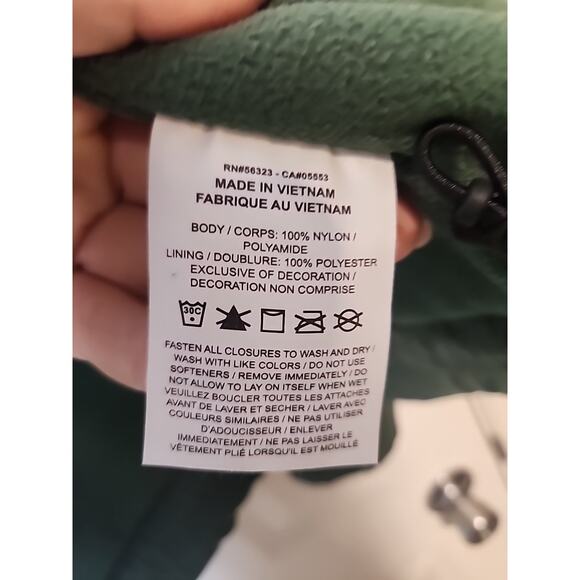 RN#56323 - CA#05553
MADE IN VIETNAM
FABRIQUE AU VIETNAM
BODY / CORPS: 100% NYLON /
POLYAMIDE
LINING / DOUBLURE: 100% POLYESTER
EXCLUSIVE OF DECORATION /
DECORATION NON COMPRISE
30C
FASTEN ALL CLOSURES TO WASH AND DRY /
WASH WITH LIKE COLORS / DO NOT USE
SOFTENERS / REMOVE IMMEDIATELY / DO
NOT ALLOW TO LAY ON ITSELF WHEN WET
VEUILLEZ BOUCLER TOUTES LES ATTACHES
AVANT DE LAVER ET SECHER / LAVER AVEC
COULEURS SIMILAIRES / NE PAS UTILISER
D'ADOUCISEUR / ENLEVER
IMMEDIATEMENT / NE PAS LAISSER LE
VÊTEMENT PLIÉ LORSQU'IL EST MOUILLÉ